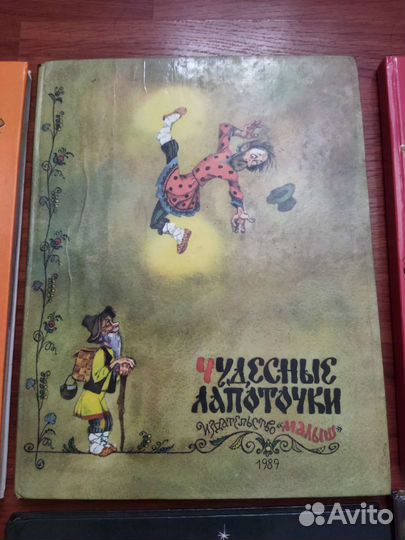 ЧУДЕСНЫЕ
ЛАПОТОЧКИ
ИЗДАТЕЛЬСТВО "МАЛЫШ"
1989
Avito